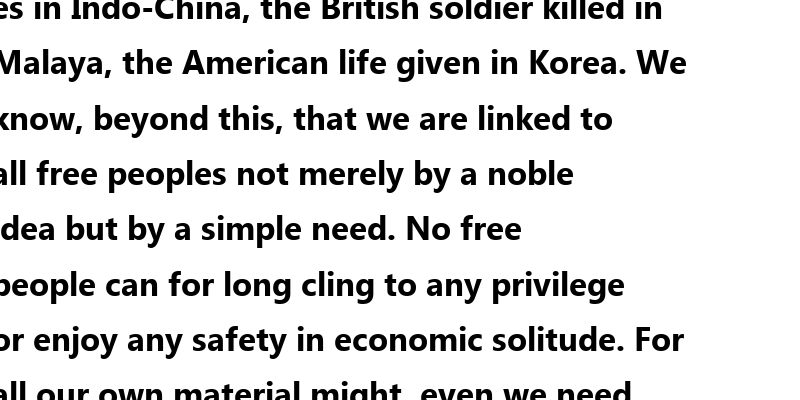 es in Indo-China, the British soldier killed in
Malaya, the American life given in Korea. We
know, beyond this, that we are linked to
all free peoples not merely by a noble
idea but by a simple need. No free
people can for long cling to any privilege
or enjoy any safety in economic solitude. For
all our own material might, even we need